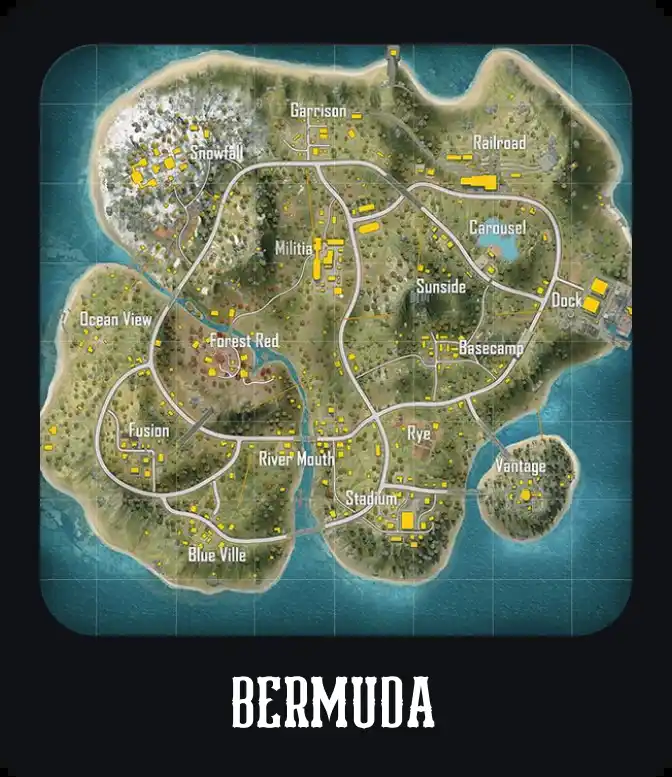 Garrison
Railroad
Snowfall
Carousel
Militia
Sunside
Dock
Ocean View
Forest Red
Basecamp
Fusion
Rye
River Mouth
Vantage
Stadium
Blue Ville
BERMUDA